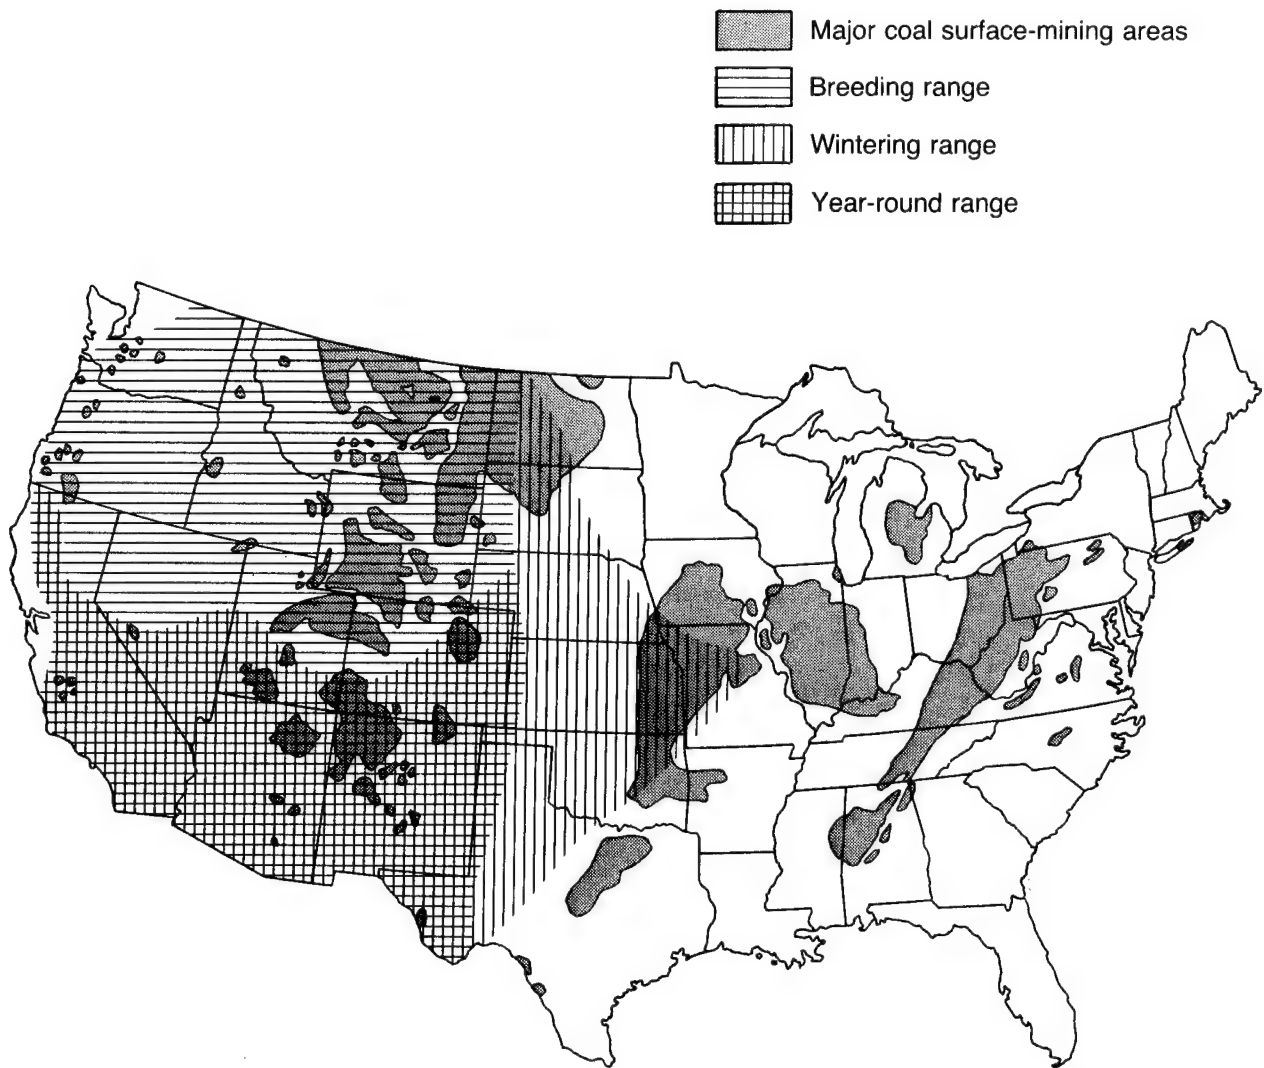 Major coal surface-mining areas
Breeding range
Wintering range
Year-round range